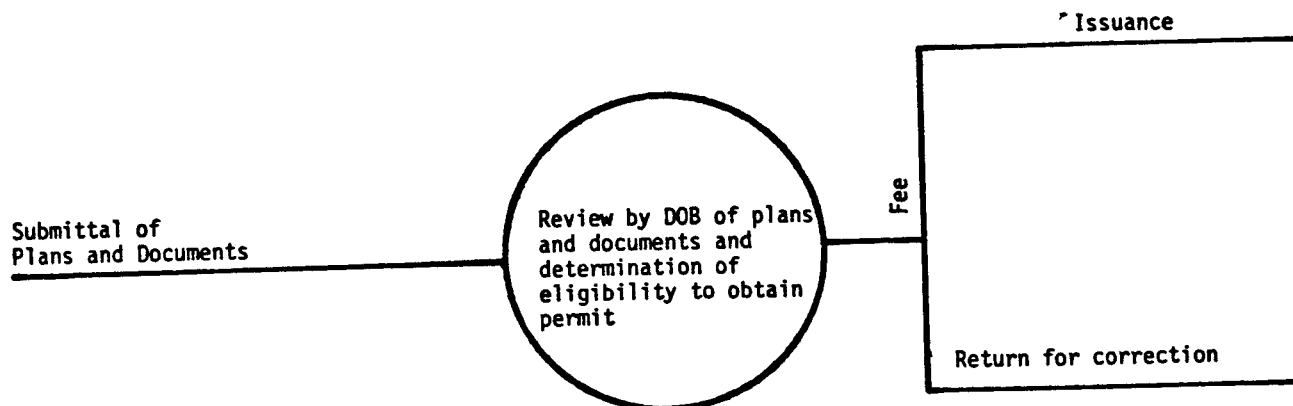 Submittal of
Plans and Documents
Review by DOB of plans
and documents and
determination of
eligibility to obtain
permit
Fee
Issuance
Return for correction